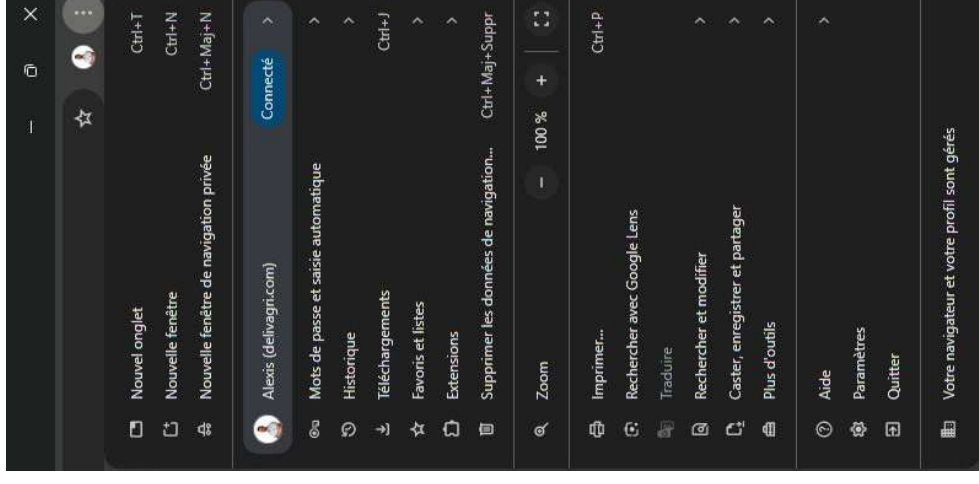 Nouvel onglet Ctrl+T
Nouvelle fenêtre Ctrl+N
Nouvelle fenêtre de navigation privée Ctrl+Maj+N
Alexis (delivagri.com) Connecté
Mots de passe et saisie automatique
Historique
Téléchargements Ctrl+J
Favoris et listes
Extensions
Supprimer les données de navigation... Ctrl+Maj+Suppr
Zoom − 100 % +
Imprimer... Ctrl+P
Rechercher avec Google Lens
Traduire
Rechercher et modifier
Caster, enregistrer et partager
Plus d'outils
Aide
Paramètres
Quitter
Votre navigateur et votre profil sont gérés